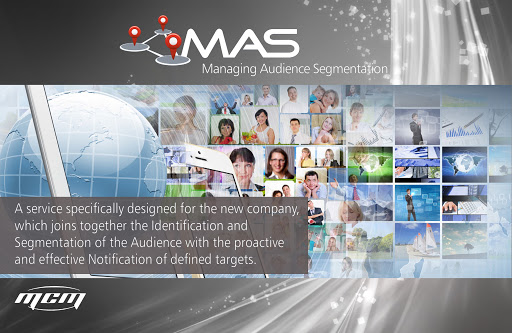 MAS
Managing Audience Segmentation
A service specifically designed for the new company,
which joins together the Identification and
Segmentation of the Audience with the proactive
and effective Notification of defined targets.
mcm